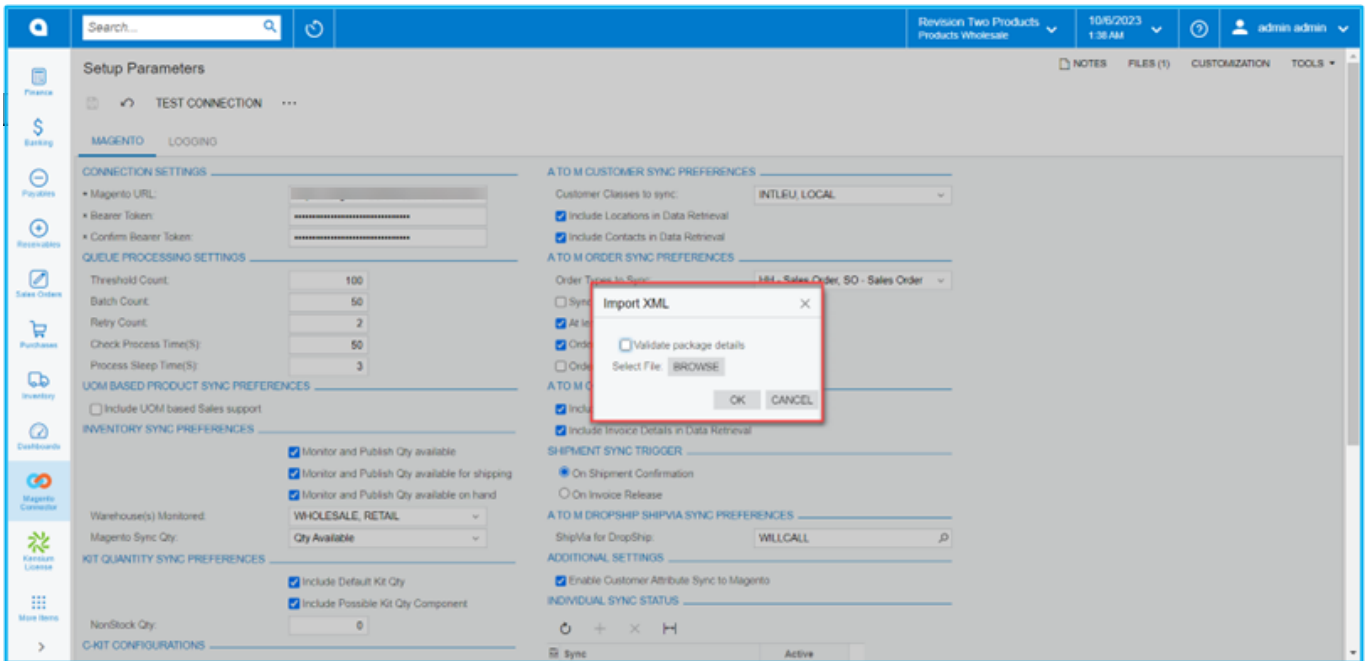 Search...
Revision Two Products
Products Wholesale
10/6/2023
1:38 AM
admin admin
Finance
Banking
Payables
Receivables
Sales Orders
Purchases
Inventory
Dashboards
Magento
Connector
Kensium
License
More Items
Setup Parameters
NOTES FILES (1) CUSTOMIZATION TOOLS
TEST CONNECTION ...
MAGENTO LOGGING
CONNECTION SETTINGS
* Magento URL:
* Bearer Token:
* Confirm Bearer Token:
QUEUE PROCESSING SETTINGS
Threshold Count: 100
Batch Count: 50
Retry Count: 2
Check Process Time(S): 50
Process Sleep Time(S): 3
UOM BASED PRODUCT SYNC PREFERENCES
Include UOM based Sales support
INVENTORY SYNC PREFERENCES
Monitor and Publish Qty available
Monitor and Publish Qty available for shipping
Monitor and Publish Qty available on hand
Warehouse(s) Monitored: WHOLESALE, RETAIL
Magento Sync Qty: Qty Available
KIT QUANTITY SYNC PREFERENCES
Include Default Kit Qty
Include Possible Kit Qty Component
NonStock Qty: 0
C-KIT CONFIGURATIONS
A TO M CUSTOMER SYNC PREFERENCES
Customer Classes to sync: INTLEU, LOCAL
Include Locations in Data Retrieval
Include Contacts in Data Retrieval
A TO M ORDER SYNC PREFERENCES
Order Types to Sync: HH - Sales Order, SO - Sales Order
Sync
At le
Orde
Orde
A TO M
Inclu
Include Invoice Details in Data Retrieval
SHIPMENT SYNC TRIGGER
On Shipment Confirmation
On Invoice Release
A TO M DROPSHIP SHIPVIA SYNC PREFERENCES
ShipVia for DropShip: WILLCALL
ADDITIONAL SETTINGS
Enable Customer Attribute Sync to Magento
INDIVIDUAL SYNC STATUS
Sync Active
Import XML
Validate package details
Select File: BROWSE
OK CANCEL